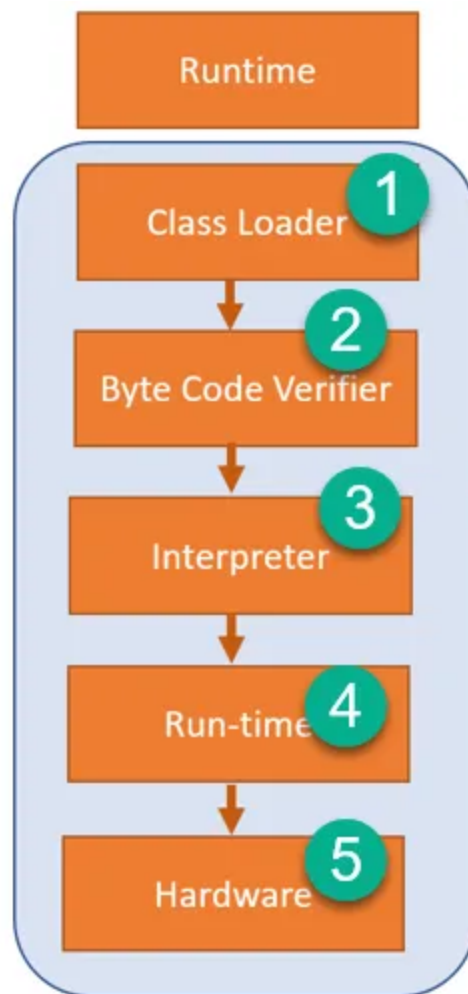 Runtime
1
Class Loader
2
Byte Code Verifier
3
Interpreter
4
Run-time
5
Hardware